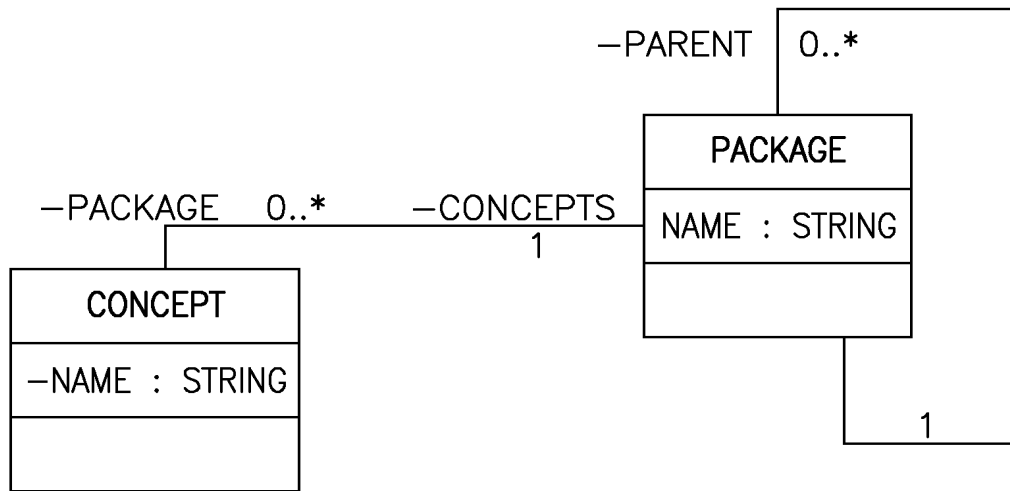 –PARENT 0..*
PACKAGE
–PACKAGE 0..* –CONCEPTS
NAME : STRING
1
CONCEPT
–NAME : STRING
1